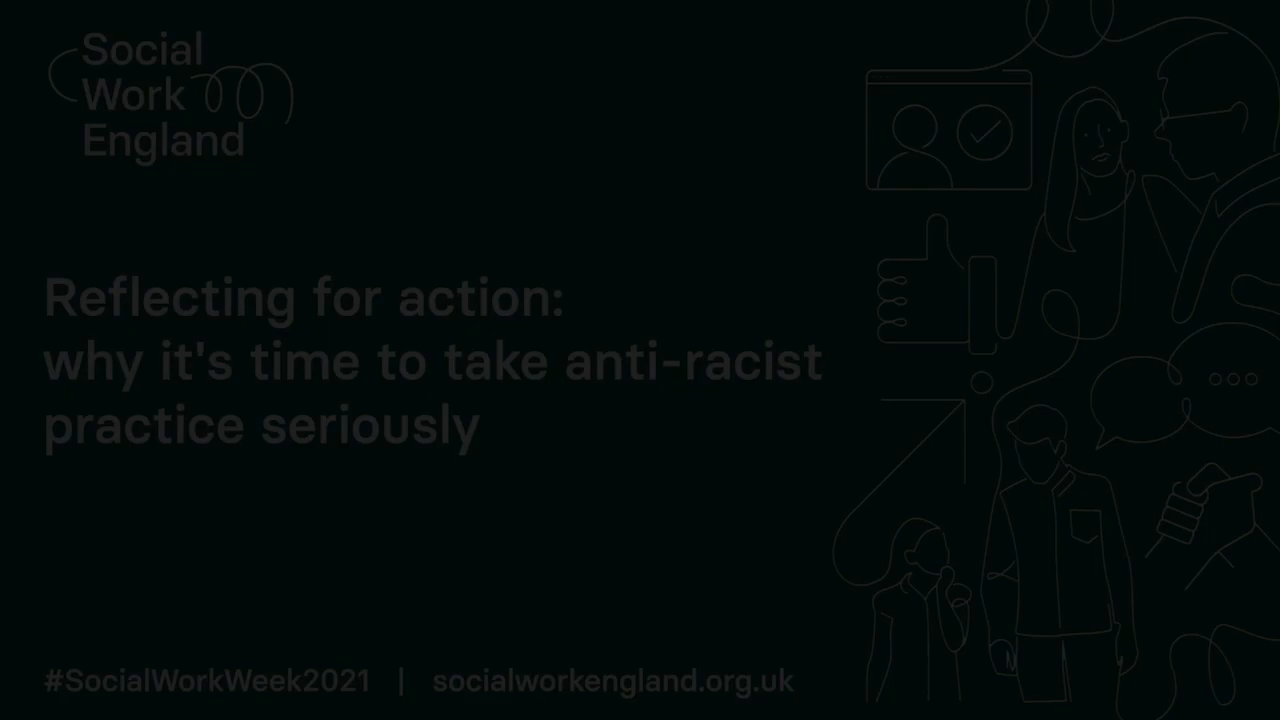 Social
Work
England
Reflecting for action:
why it's time to take anti-racist
practice seriously
#SocialWorkWeek2021 | socialworkengland.org.uk